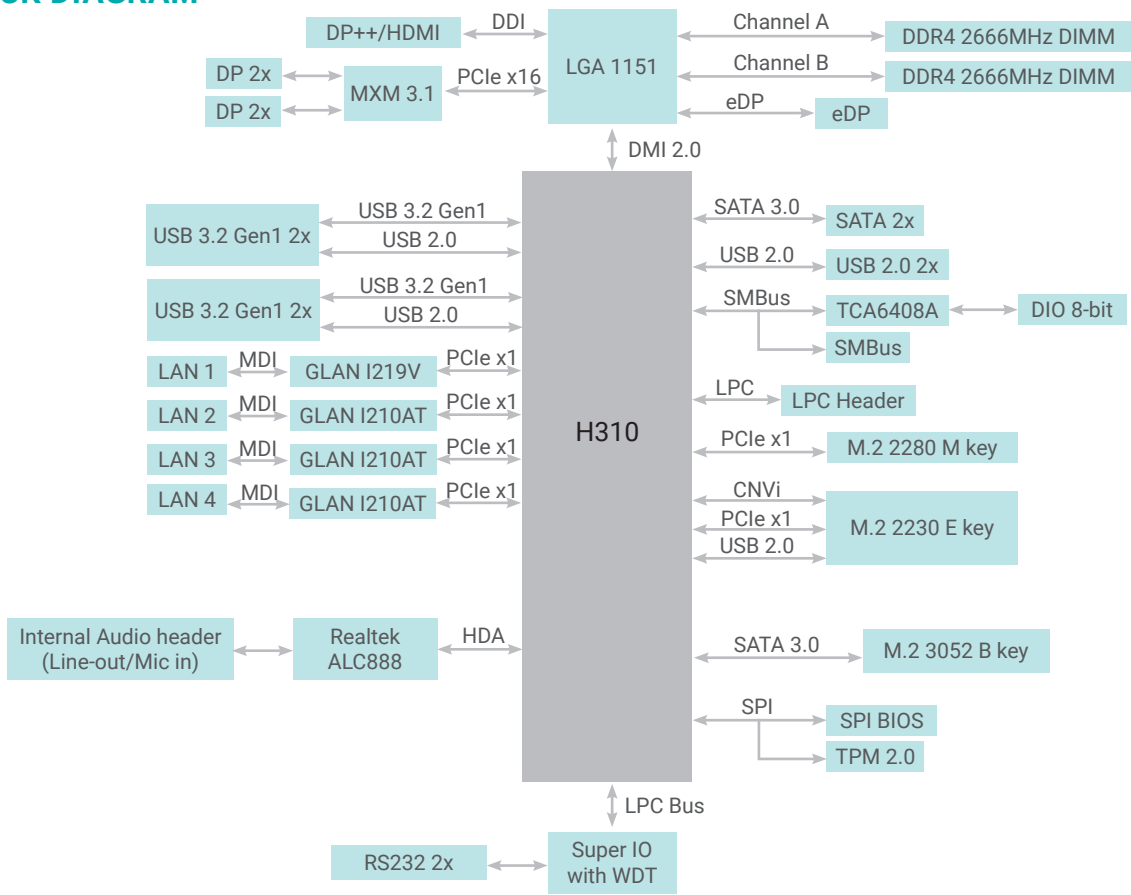 DP++/HDMI
DDI
LGA 1151
Channel A
DDR4 2666MHz DIMM
Channel B
DDR4 2666MHz DIMM
eDP
eDP
DP 2x
DP 2x
MXM 3.1
PCIe x16
DMI 2.0
H310
USB 3.2 Gen1 2x
USB 3.2 Gen1
USB 2.0
USB 3.2 Gen1 2x
USB 3.2 Gen1
USB 2.0
LAN 1
MDI
GLAN I219V
PCIe x1
LAN 2
MDI
GLAN I210AT
PCIe x1
LAN 3
MDI
GLAN I210AT
PCIe x1
LAN 4
MDI
GLAN I210AT
PCIe x1
Internal Audio header
(Line-out/Mic in)
Realtek
ALC888
HDA
SATA 3.0
SATA 2x
USB 2.0
USB 2.0 2x
SMBus
TCA6408A
DIO 8-bit
SMBus
LPC
LPC Header
PCIe x1
M.2 2280 M key
CNVi
PCIe x1
USB 2.0
M.2 2230 E key
SATA 3.0
M.2 3052 B key
SPI
SPI BIOS
TPM 2.0
LPC Bus
RS232 2x
Super IO
with WDT